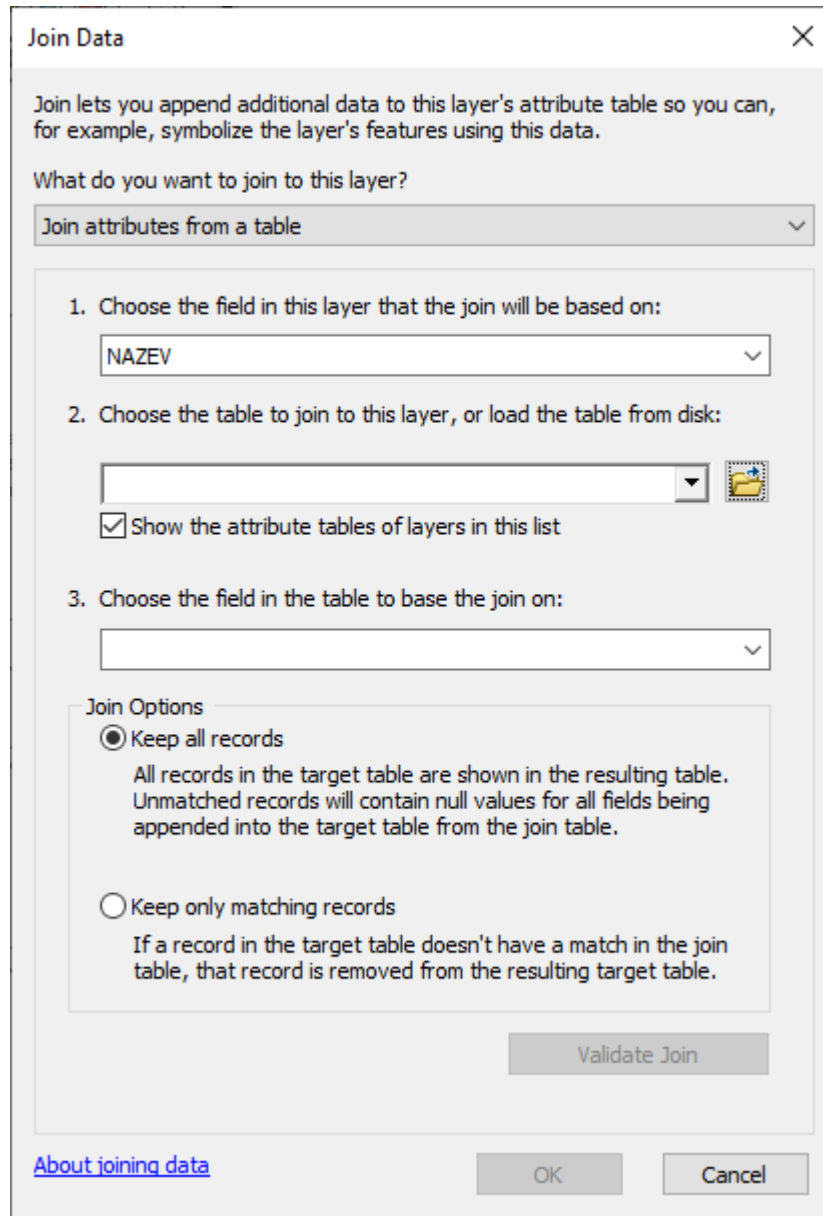 Join Data
Join lets you append additional data to this layer's attribute table so you can,
for example, symbolize the layer's features using this data.
What do you want to join to this layer?
Join attributes from a table
1. Choose the field in this layer that the join will be based on:
NAZEV
2. Choose the table to join to this layer, or load the table from disk:
Show the attribute tables of layers in this list
3. Choose the field in the table to base the join on:
Join Options
Keep all records
All records in the target table are shown in the resulting table.
Unmatched records will contain null values for all fields being
appended into the target table from the join table.
Keep only matching records
If a record in the target table doesn't have a match in the join
table, that record is removed from the resulting target table.
Validate Join
About joining data
OK
Cancel